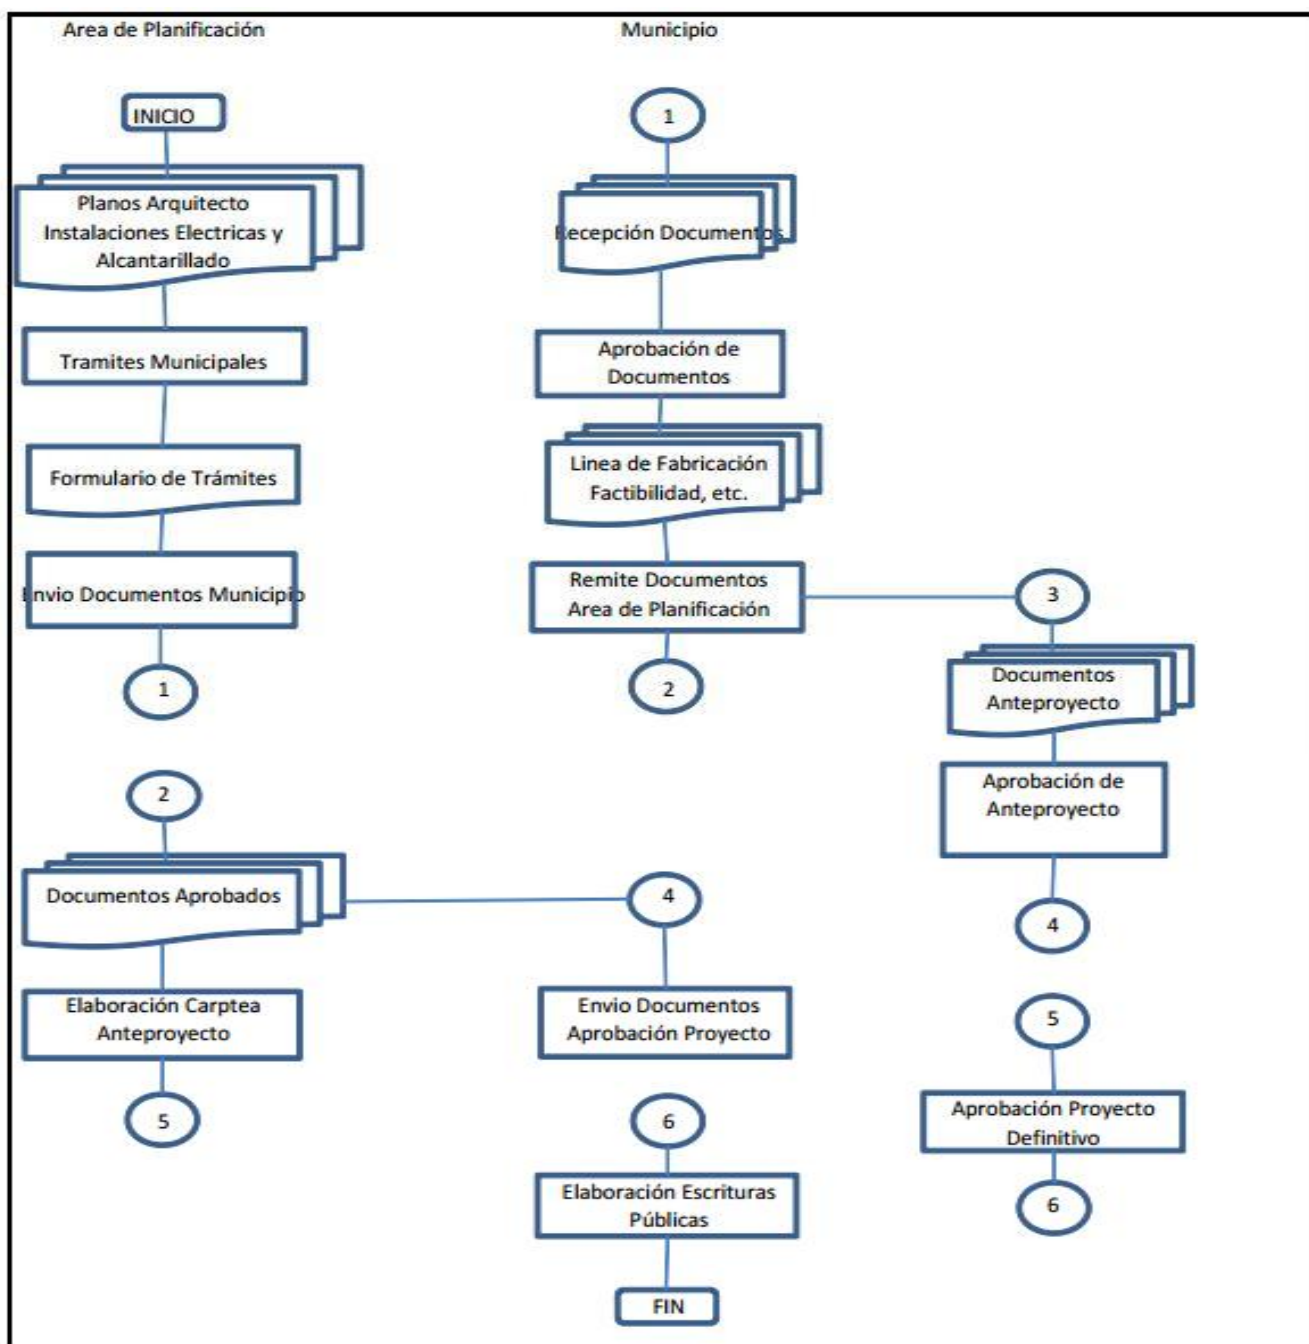 Area de Planificación
Municipio
INICIO
Planos Arquitecto
Instalaciones Electricas y
Alcantarillado
Tramites Municipales
Formulario de Trámites
Envio Documentos Municipio
1
1
Recepción Documentos
Aprobación de
Documentos
Linea de Fabricación
Factibilidad, etc.
Remite Documentos
Area de Planificación
2
3
Documentos
Anteproyecto
Aprobación de
Anteproyecto
4
2
Documentos Aprobados
Elaboración Carptea
Anteproyecto
5
4
Envio Documentos
Aprobación Proyecto
5
Aprobación Proyecto
Definitivo
6
6
Elaboración Escrituras
Públicas
FIN